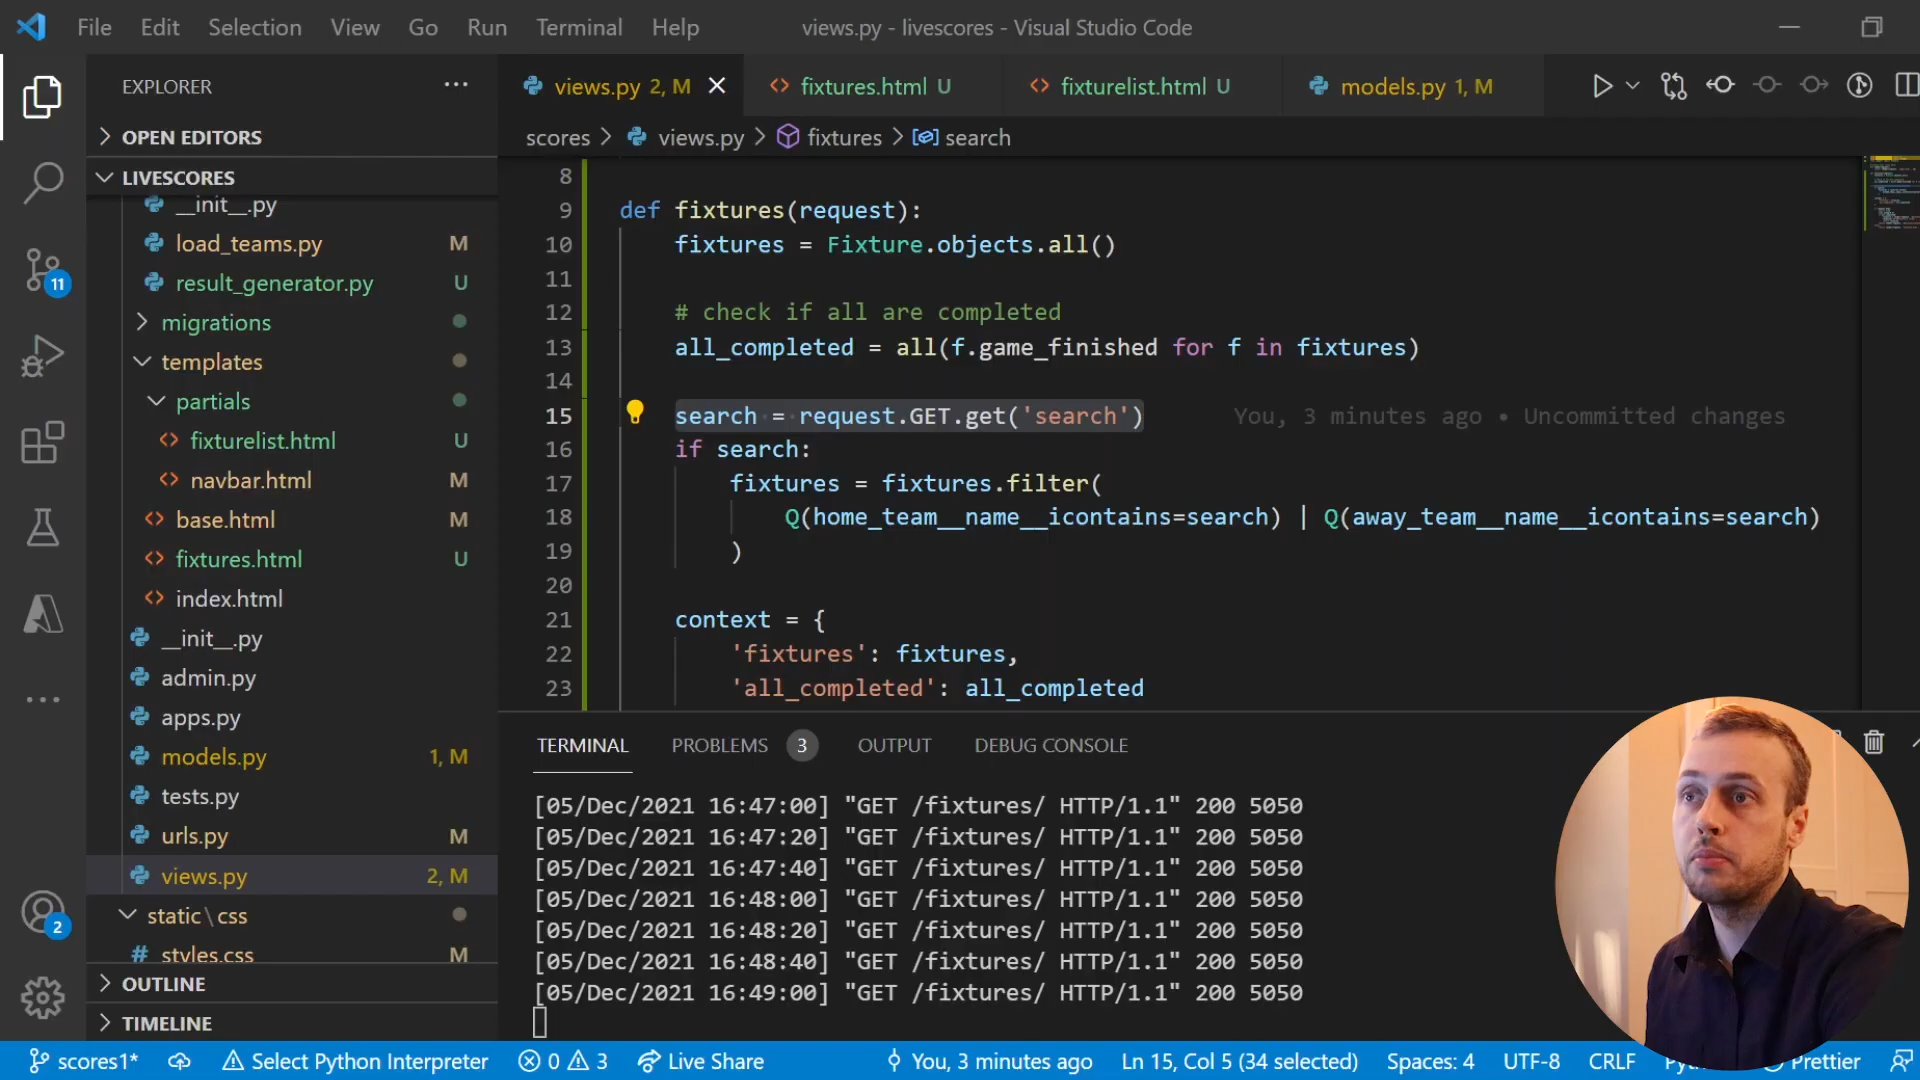 File Edit Selection View Go Run Terminal Help
views.py - livescores - Visual Studio Code
EXPLORER
OPEN EDITORS
LIVESCORES
__init__.py
load_teams.py M
result_generator.py U
migrations
templates
partials
fixturelist.html U
navbar.html M
base.html M
fixtures.html U
index.html
__init__.py
admin.py
apps.py
models.py 1, M
tests.py
urls.py M
views.py 2, M
static\css
# styles.css M
OUTLINE
TIMELINE
11
2
views.py 2, M
fixtures.html U
fixturelist.html U
models.py 1, M
scores > views.py > fixtures > search
8
9 def fixtures(request):
10 fixtures = Fixture.objects.all()
11
12 # check if all are completed
13 all_completed = all(f.game_finished for f in fixtures)
14
15 search = request.GET.get('search') You, 3 minutes ago • Uncommitted changes
16 if search:
17 fixtures = fixtures.filter(
18 Q(home_team__name__icontains=search) | Q(away_team__name__icontains=search)
19 )
20
21 context = {
22 'fixtures': fixtures,
23 'all_completed': all_completed
TERMINAL PROBLEMS 3 OUTPUT DEBUG CONSOLE
[05/Dec/2021 16:47:00] "GET /fixtures/ HTTP/1.1" 200 5050
[05/Dec/2021 16:47:20] "GET /fixtures/ HTTP/1.1" 200 5050
[05/Dec/2021 16:47:40] "GET /fixtures/ HTTP/1.1" 200 5050
[05/Dec/2021 16:48:00] "GET /fixtures/ HTTP/1.1" 200 5050
[05/Dec/2021 16:48:20] "GET /fixtures/ HTTP/1.1" 200 5050
[05/Dec/2021 16:48:40] "GET /fixtures/ HTTP/1.1" 200 5050
[05/Dec/2021 16:49:00] "GET /fixtures/ HTTP/1.1" 200 5050
scores1* Select Python Interpreter 0 3 Live Share You, 3 minutes ago Ln 15, Col 5 (34 selected) Spaces: 4 UTF-8 CRLF Prettier